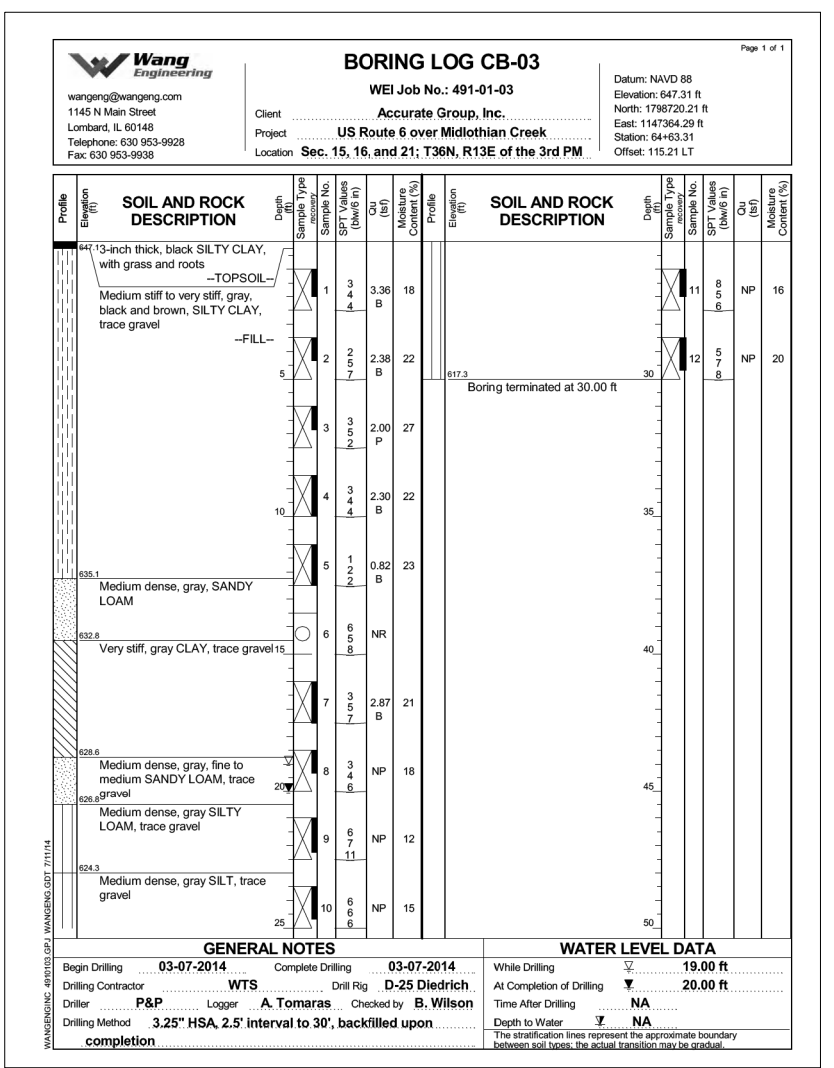 Page 1 of 1
Wang
Engineering
wangeng@wangeng.com
1145 N Main Street
Lombard, IL 60148
Telephone: 630 953-9928
Fax: 630 953-9938
BORING LOG CB-03
WEI Job No.: 491-01-03
Client Accurate Group, Inc.
Project US Route 6 over Midlothian Creek
Location Sec. 15, 16, and 21; T36N, R13E of the 3rd PM
Datum: NAVD 88
Elevation: 647.31 ft
North: 1798720.21 ft
East: 1147364.29 ft
Station: 64+63.31
Offset: 115.21 LT
Profile
Elevation (ft)
SOIL AND ROCK DESCRIPTION
Depth (ft)
Sample Type
recovery
Sample No.
SPT Values (blw/6 in)
Qu (tsf)
Moisture Content (%)
647.1 3-inch thick, black SILTY CLAY,
with grass and roots
--TOPSOIL--
Medium stiff to very stiff, gray,
black and brown, SILTY CLAY,
trace gravel
--FILL--
1 3 4 4 3.36 B 18
5
2 2 5 7 2.38 B 22
3 3 5 2 2.00 P 27
10
4 3 4 4 2.30 B 22
5 1 2 2 0.82 B 23
635.1
Medium dense, gray, SANDY
LOAM
6 6 5 8 NR
632.8
Very stiff, gray CLAY, trace gravel 15
7 3 5 7 2.87 B 21
628.6
Medium dense, gray, fine to
medium SANDY LOAM, trace
gravel
20
8 3 4 6 NP 18
626.8
Medium dense, gray SILTY
LOAM, trace gravel
9 6 7 11 NP 12
624.3
Medium dense, gray SILT, trace
gravel
25
10 6 6 6 NP 15
Profile
Elevation (ft)
SOIL AND ROCK DESCRIPTION
Depth (ft)
Sample Type
recovery
Sample No.
SPT Values (blw/6 in)
Qu (tsf)
Moisture Content (%)
11 8 5 6 NP 16
12 5 7 8 NP 20
617.3 30
Boring terminated at 30.00 ft
35
40
45
50
GENERAL NOTES
Begin Drilling 03-07-2014 Complete Drilling 03-07-2014
Drilling Contractor WTS Drill Rig D-25 Diedrich
Driller P&P Logger A. Tomaras Checked by B. Wilson
Drilling Method 3.25" HSA, 2.5' interval to 30', backfilled upon
completion
WATER LEVEL DATA
While Drilling 19.00 ft
At Completion of Drilling 20.00 ft
Time After Drilling NA
Depth to Water NA
The stratification lines represent the approximate boundary
between soil types; the actual transition may be gradual.
WANGENGINC 4910103.GPJ WANGENG.GDT 7/11/14